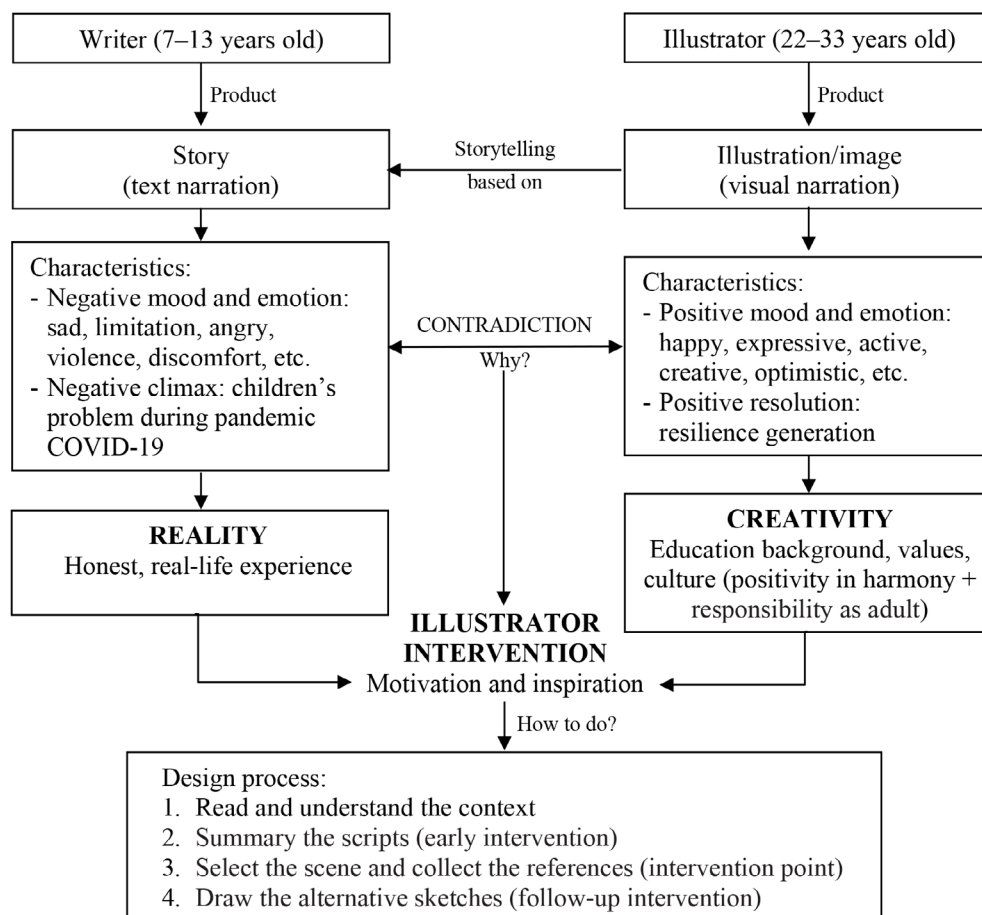 Writer (7–13 years old)
Illustrator (22–33 years old)
Product
Product
Story
(text narration)
Storytelling
based on
Illustration/image
(visual narration)
Characteristics:
- Negative mood and emotion:
sad, limitation, angry,
violence, discomfort, etc.
- Negative climax: children’s
problem during pandemic
COVID-19
CONTRADICTION
Why?
Characteristics:
- Positive mood and emotion:
happy, expressive, active,
creative, optimistic, etc.
- Positive resolution:
resilience generation
REALITY
Honest, real-life experience
CREATIVITY
Education background, values,
culture (positivity in harmony +
responsibility as adult)
ILLUSTRATOR
INTERVENTION
Motivation and inspiration
How to do?
Design process:
1. Read and understand the context
2. Summary the scripts (early intervention)
3. Select the scene and collect the references (intervention point)
4. Draw the alternative sketches (follow-up intervention)